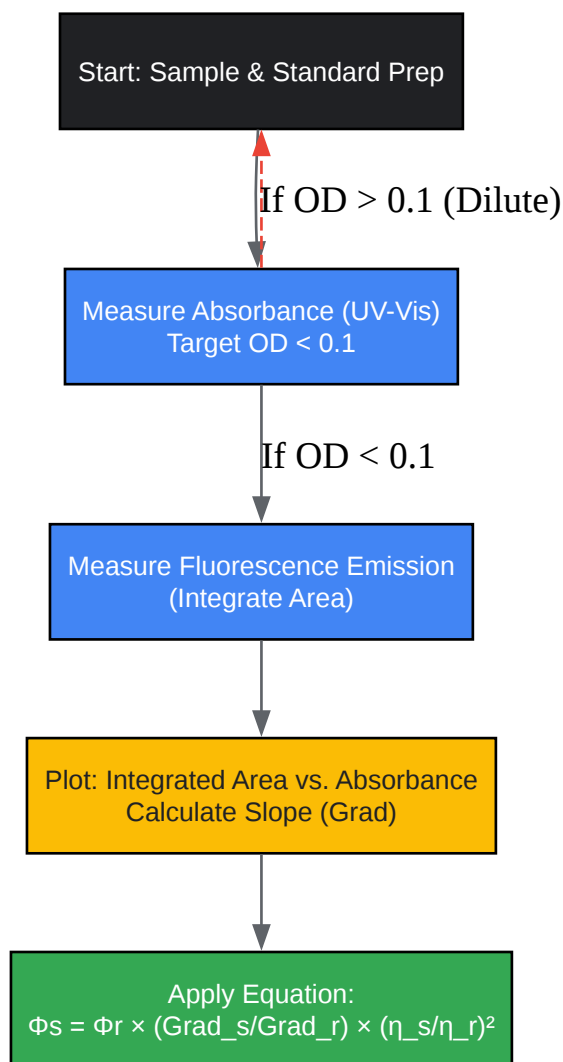 Start: Sample & Standard Prep
If OD > 0.1 (Dilute)
Measure Absorbance (UV-Vis)
Target OD < 0.1
If OD < 0.1
Measure Fluorescence Emission
(Integrate Area)
Plot: Integrated Area vs. Absorbance
Calculate Slope (Grad)
Apply Equation:
Φs = Φr × (Grad_s/Grad_r) × (η_s/η_r)²